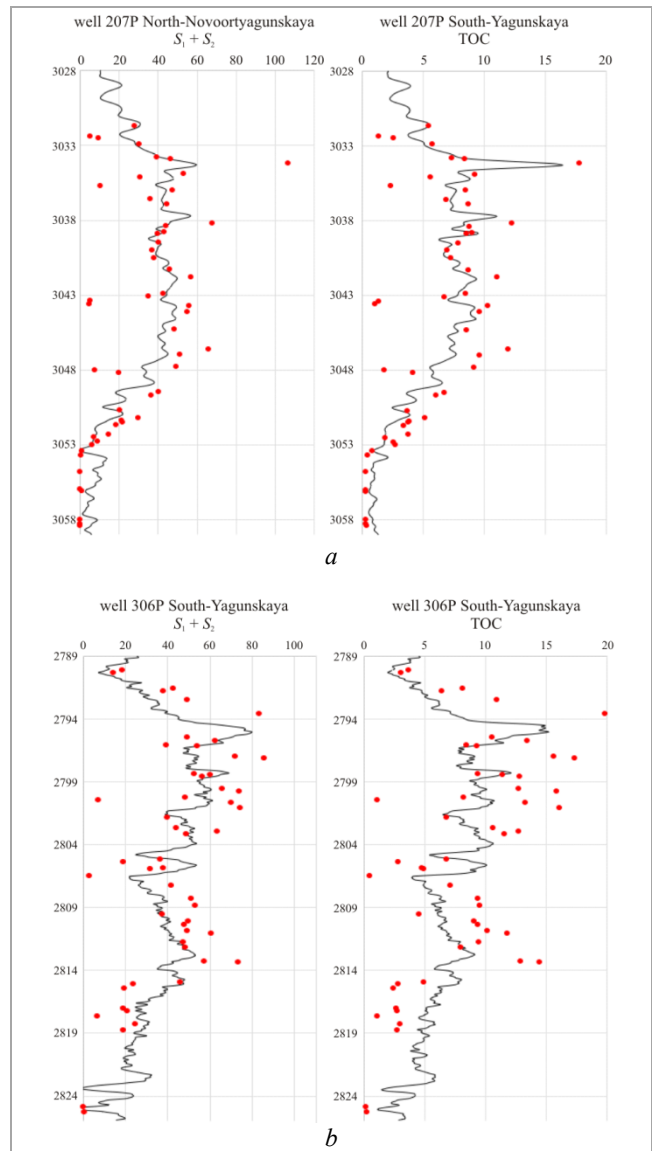 well 207P North-Novoortyagunskaya
S₁ + S₂
0 20 40 60 80 100 120
3028
3033
3038
3043
3048
3053
3058
well 207P South-Yagunskaya
TOC
0 5 10 15 20
3028
3033
3038
3043
3048
3053
3058
a
well 306P South-Yagunskaya
S₁ + S₂
0 20 40 60 80 100
2789
2794
2799
2804
2809
2814
2819
2824
well 306P South-Yagunskaya
TOC
0 5 10 15 20
2789
2794
2799
2804
2809
2814
2819
2824
b